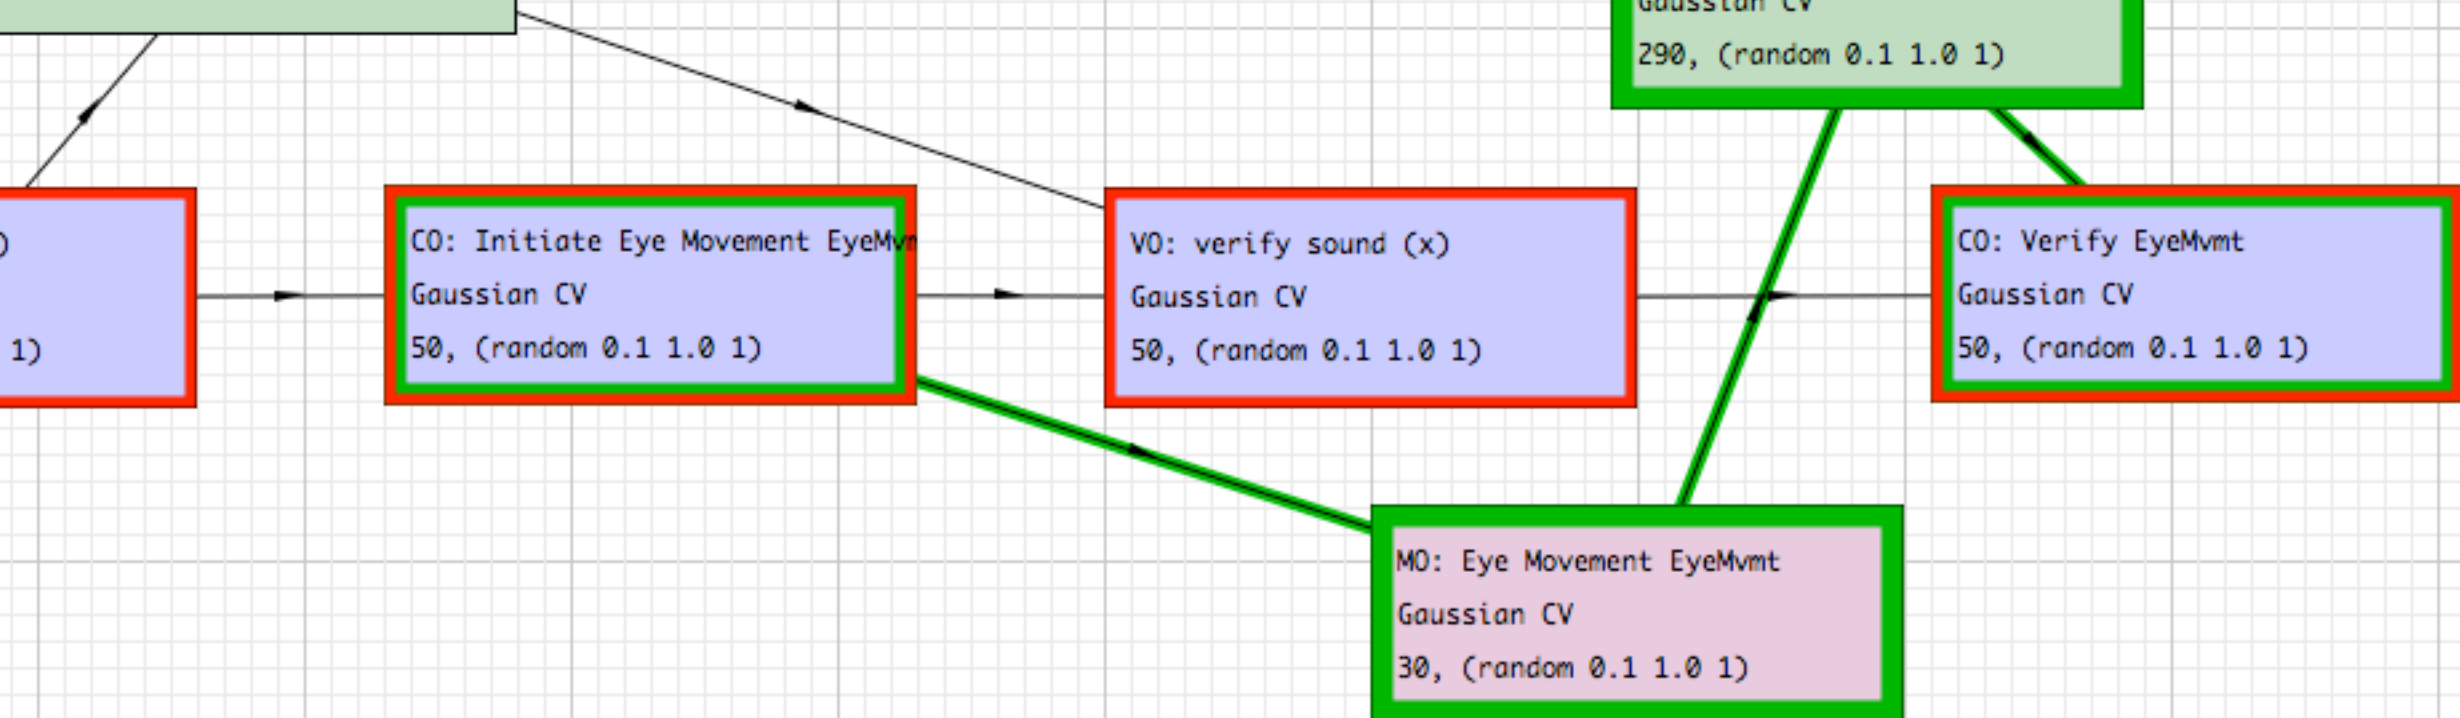 Gaussian CV
290, (random 0.1 1.0 1)
)
1)
CO: Initiate Eye Movement EyeMvm
Gaussian CV
50, (random 0.1 1.0 1)
VO: verify sound (x)
Gaussian CV
50, (random 0.1 1.0 1)
CO: Verify EyeMvmt
Gaussian CV
50, (random 0.1 1.0 1)
MO: Eye Movement EyeMvmt
Gaussian CV
30, (random 0.1 1.0 1)